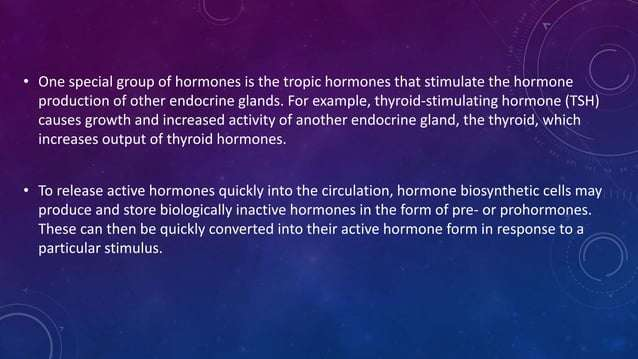 • One special group of hormones is the tropic hormones that stimulate the hormone
production of other endocrine glands. For example, thyroid-stimulating hormone (TSH)
causes growth and increased activity of another endocrine gland, the thyroid, which
increases output of thyroid hormones.
• To release active hormones quickly into the circulation, hormone biosynthetic cells may
produce and store biologically inactive hormones in the form of pre- or prohormones.
These can then be quickly converted into their active hormone form in response to a
particular stimulus.